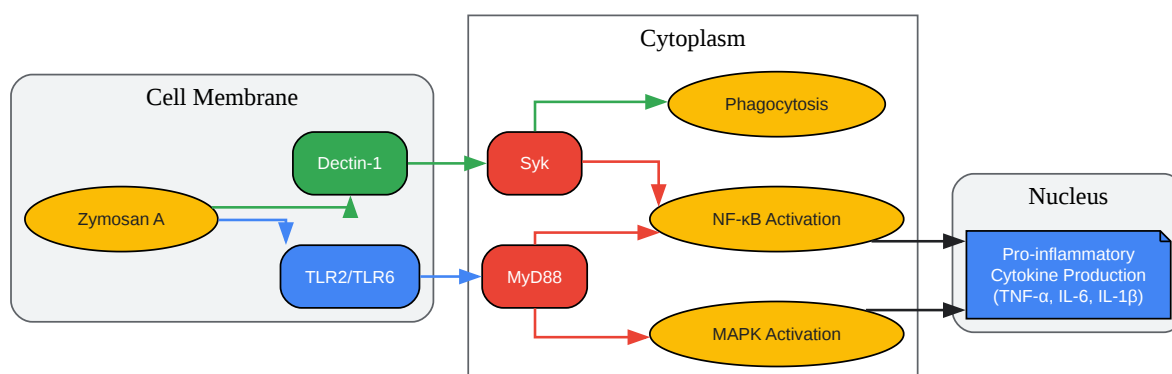 Cell Membrane
Zymosan A
Dectin-1
TLR2/TLR6
Cytoplasm
Syk
MyD88
Phagocytosis
NF-κB Activation
MAPK Activation
Nucleus
Pro-inflammatory
Cytokine Production
(TNF-α, IL-6, IL-1β)